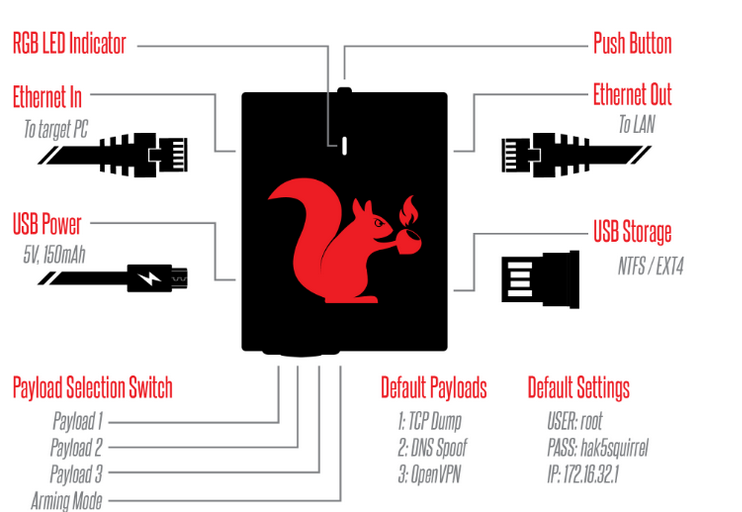 RGB LED Indicator
Push Button
Ethernet In
To target PC
Ethernet Out
To LAN
USB Power
5V, 150mAh
USB Storage
NTFS / EXT4
Payload Selection Switch
Payload 1
Payload 2
Payload 3
Arming Mode
Default Payloads
1: TCP Dump
2: DNS Spoof
3: OpenVPN
Default Settings
USER: root
PASS: hak5squirrel
IP: 172.16.32.1